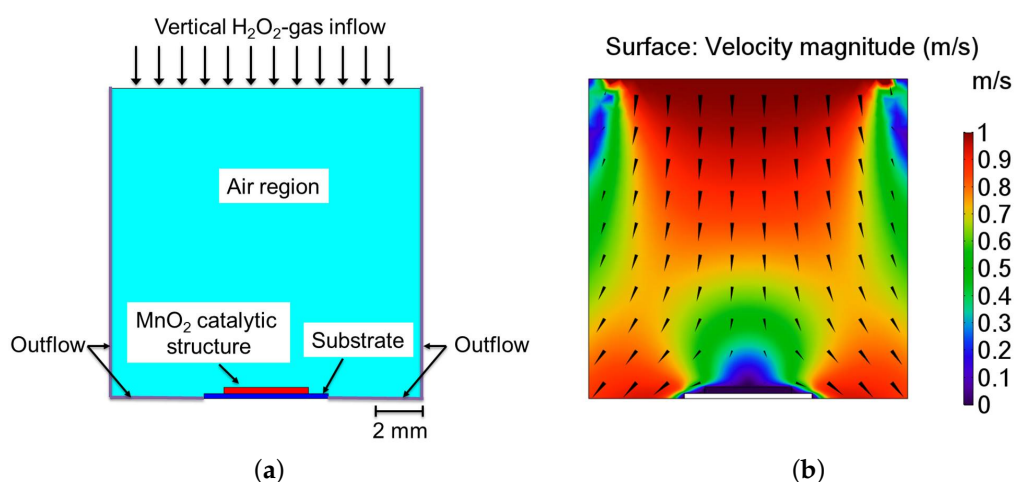 Vertical H₂O₂-gas inflow
Air region
MnO₂ catalytic
structure
Substrate
Outflow
Outflow
2 mm
(a)
Surface: Velocity magnitude (m/s)
m/s
1
0.9
0.8
0.7
0.6
0.5
0.4
0.3
0.2
0.1
0
(b)